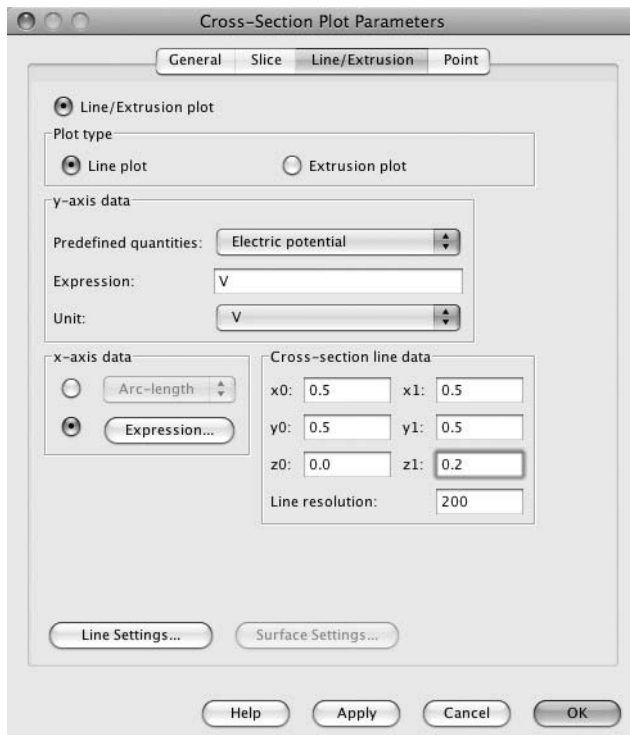 Cross-Section Plot Parameters
General Slice Line/Extrusion Point
Line/Extrusion plot
Plot type
Line plot Extrusion plot
y-axis data
Predefined quantities: Electric potential
Expression: V
Unit: V
x-axis data
Arc-length
Expression...
Cross-section line data
x0: 0.5 x1: 0.5
y0: 0.5 y1: 0.5
z0: 0.0 z1: 0.2
Line resolution: 200
Line Settings... Surface Settings...
Help Apply Cancel OK